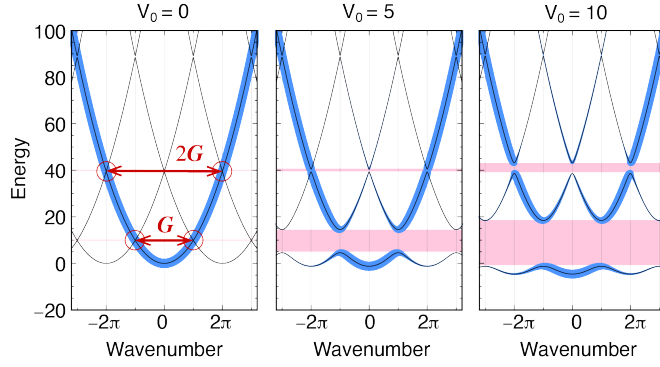 V₀ = 0
V₀ = 5
V₀ = 10
Energy
100
80
60
40
20
0
−20
2G
G
−2π 0 2π
−2π 0 2π
−2π 0 2π
Wavenumber
Wavenumber
Wavenumber